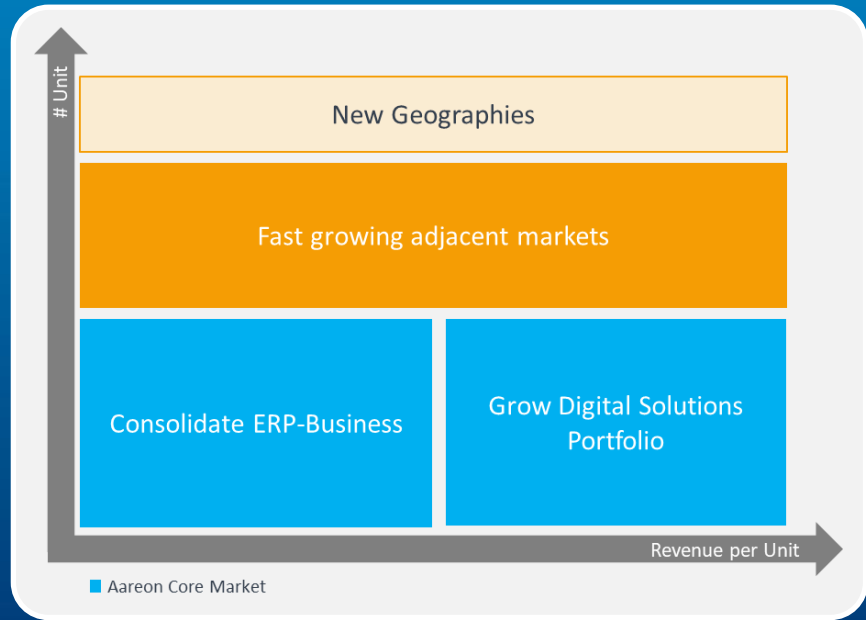 # Unit
New Geographies
Fast growing adjacent markets
Consolidate ERP-Business
Grow Digital Solutions
Portfolio
Revenue per Unit
Aareon Core Market